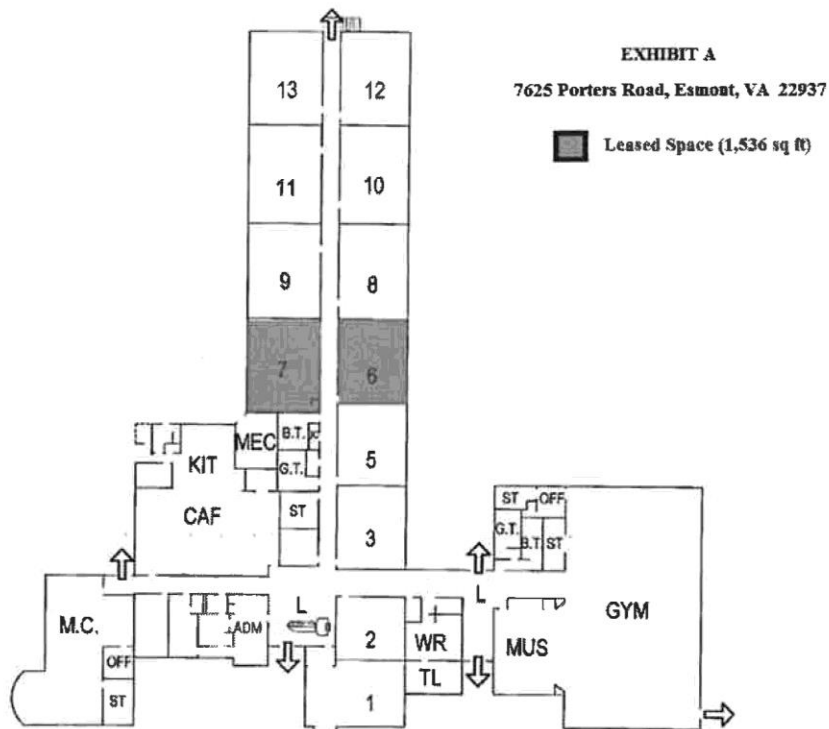 EXHIBIT A
7625 Porters Road, Esmont, VA 22937
Leased Space (1,536 sq ft)
13 12
11 10
9 8
7 6
MEC B.T. 5
KIT G.T.
CAF ST 3
ST OFF
G.T. B.T. ST
GYM
M.C. ADM L 2 WR L MUS
OFF TL
ST 1